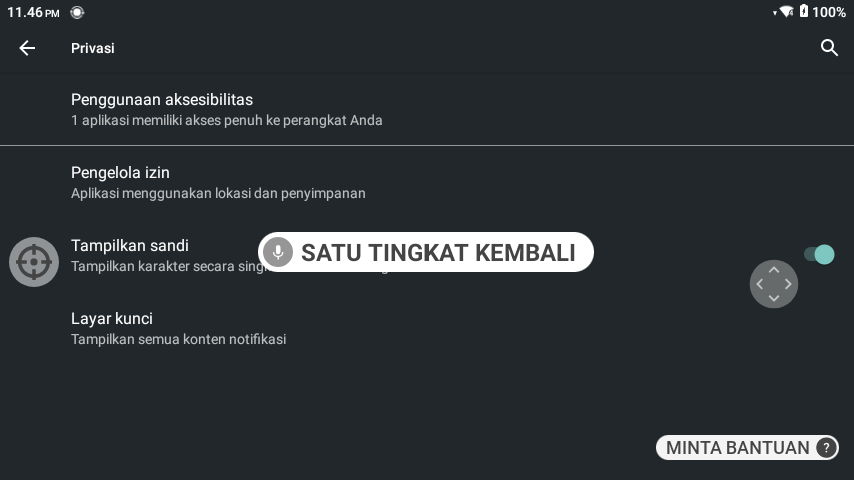 11.46 PM
100%
Privasi
Penggunaan aksesibilitas
1 aplikasi memiliki akses penuh ke perangkat Anda
Pengelola izin
Aplikasi menggunakan lokasi dan penyimpanan
Tampilkan sandi
SATU TINGKAT KEMBALI
Tampilkan karakter secara
Layar kunci
Tampilkan semua konten notifikasi
MINTA BANTUAN ?